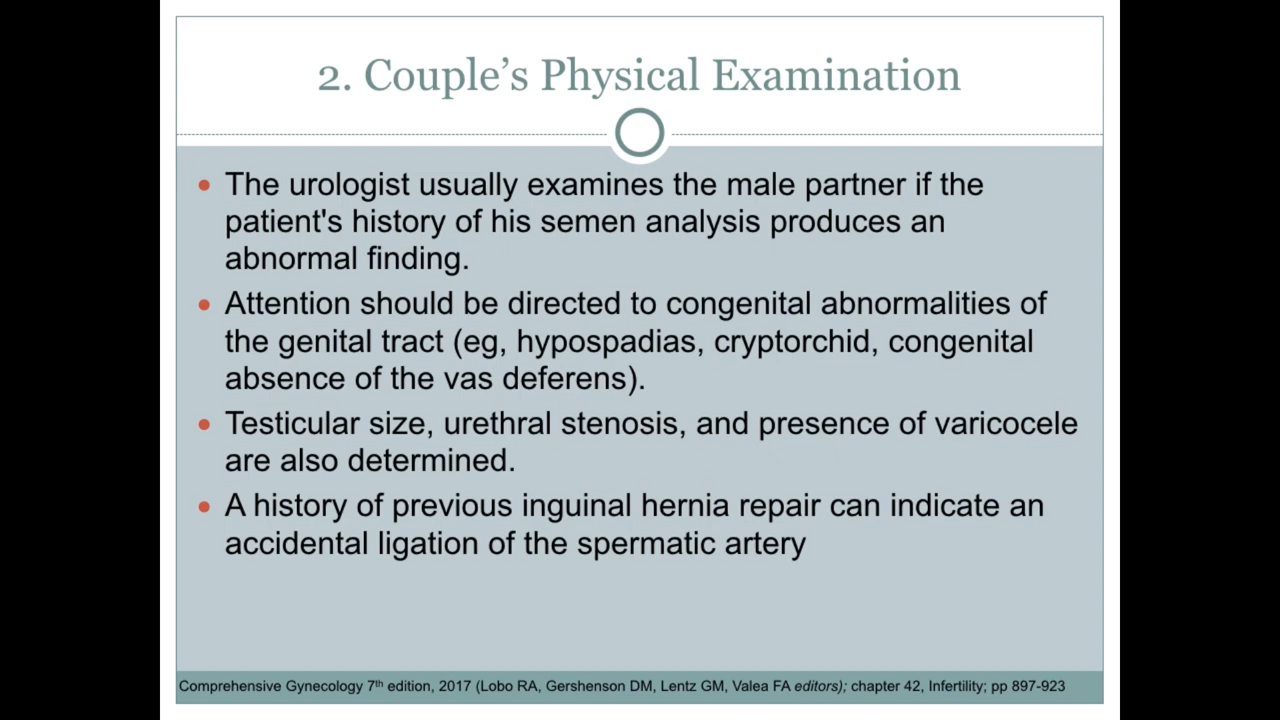 2. Couple’s Physical Examination
• The urologist usually examines the male partner if the
patient's history of his semen analysis produces an
abnormal finding.
• Attention should be directed to congenital abnormalities of
the genital tract (eg, hypospadias, cryptorchid, congenital
absence of the vas deferens).
• Testicular size, urethral stenosis, and presence of varicocele
are also determined.
• A history of previous inguinal hernia repair can indicate an
accidental ligation of the spermatic artery
Comprehensive Gynecology 7th edition, 2017 (Lobo RA, Gershenson DM, Lentz GM, Valea FA editors); chapter 42, Infertility; pp 897-923